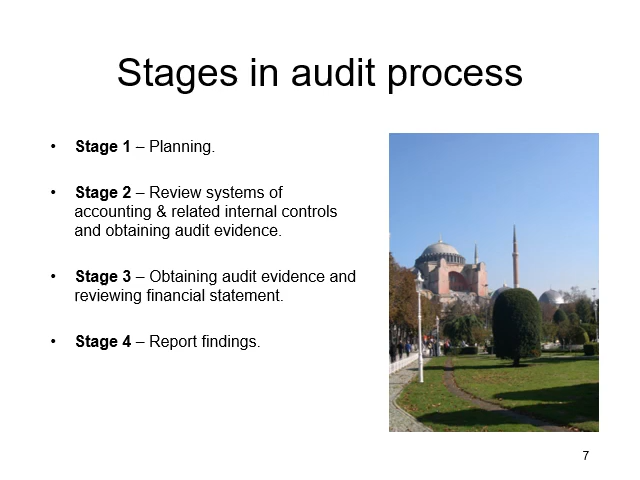 Stages in audit process
• Stage 1 – Planning.
• Stage 2 – Review systems of
accounting & related internal controls
and obtaining audit evidence.
• Stage 3 – Obtaining audit evidence and
reviewing financial statement.
• Stage 4 – Report findings.
7